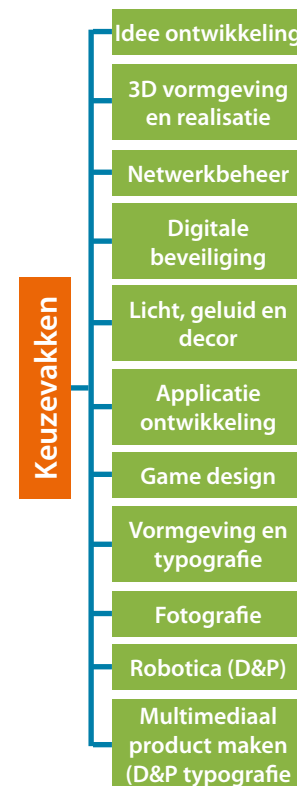 Keuzevakken
Idee ontwikkeling
3D vormgeving
en realisatie
Netwerkbeheer
Digitale
beveiliging
Licht, geluid en
decor
Applicatie
ontwikkeling
Game design
Vormgeving en
typografie
Fotografie
Robotica (D&P)
Multimediaal
product maken
(D&P typografie